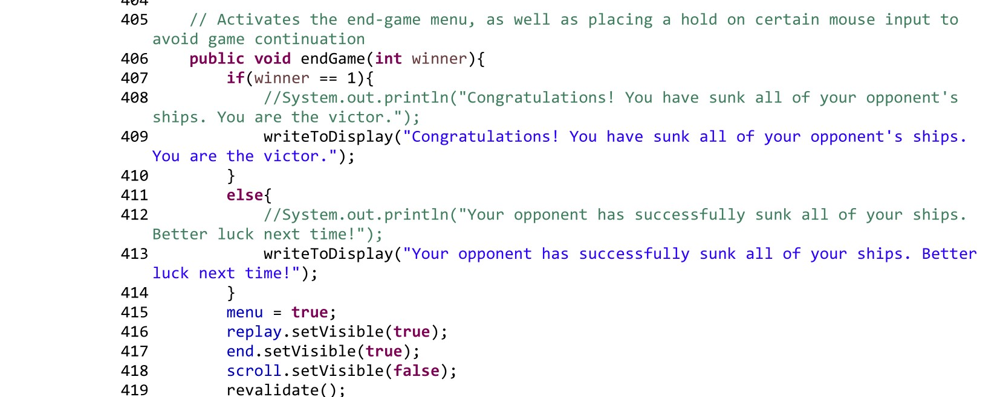 404
405    // Activates the end-game menu, as well as placing a hold on certain mouse input to
avoid game continuation
406    public void endGame(int winner){
407        if(winner == 1){
408            //System.out.println("Congratulations! You have sunk all of your opponent's
ships. You are the victor.");
409            writeToDisplay("Congratulations! You have sunk all of your opponent's ships.
You are the victor.");
410        }
411        else{
412            //System.out.println("Your opponent has successfully sunk all of your ships.
Better luck next time!");
413            writeToDisplay("Your opponent has successfully sunk all of your ships. Better
luck next time!");
414        }
415        menu = true;
416        replay.setVisible(true);
417        end.setVisible(true);
418        scroll.setVisible(false);
419        revalidate();